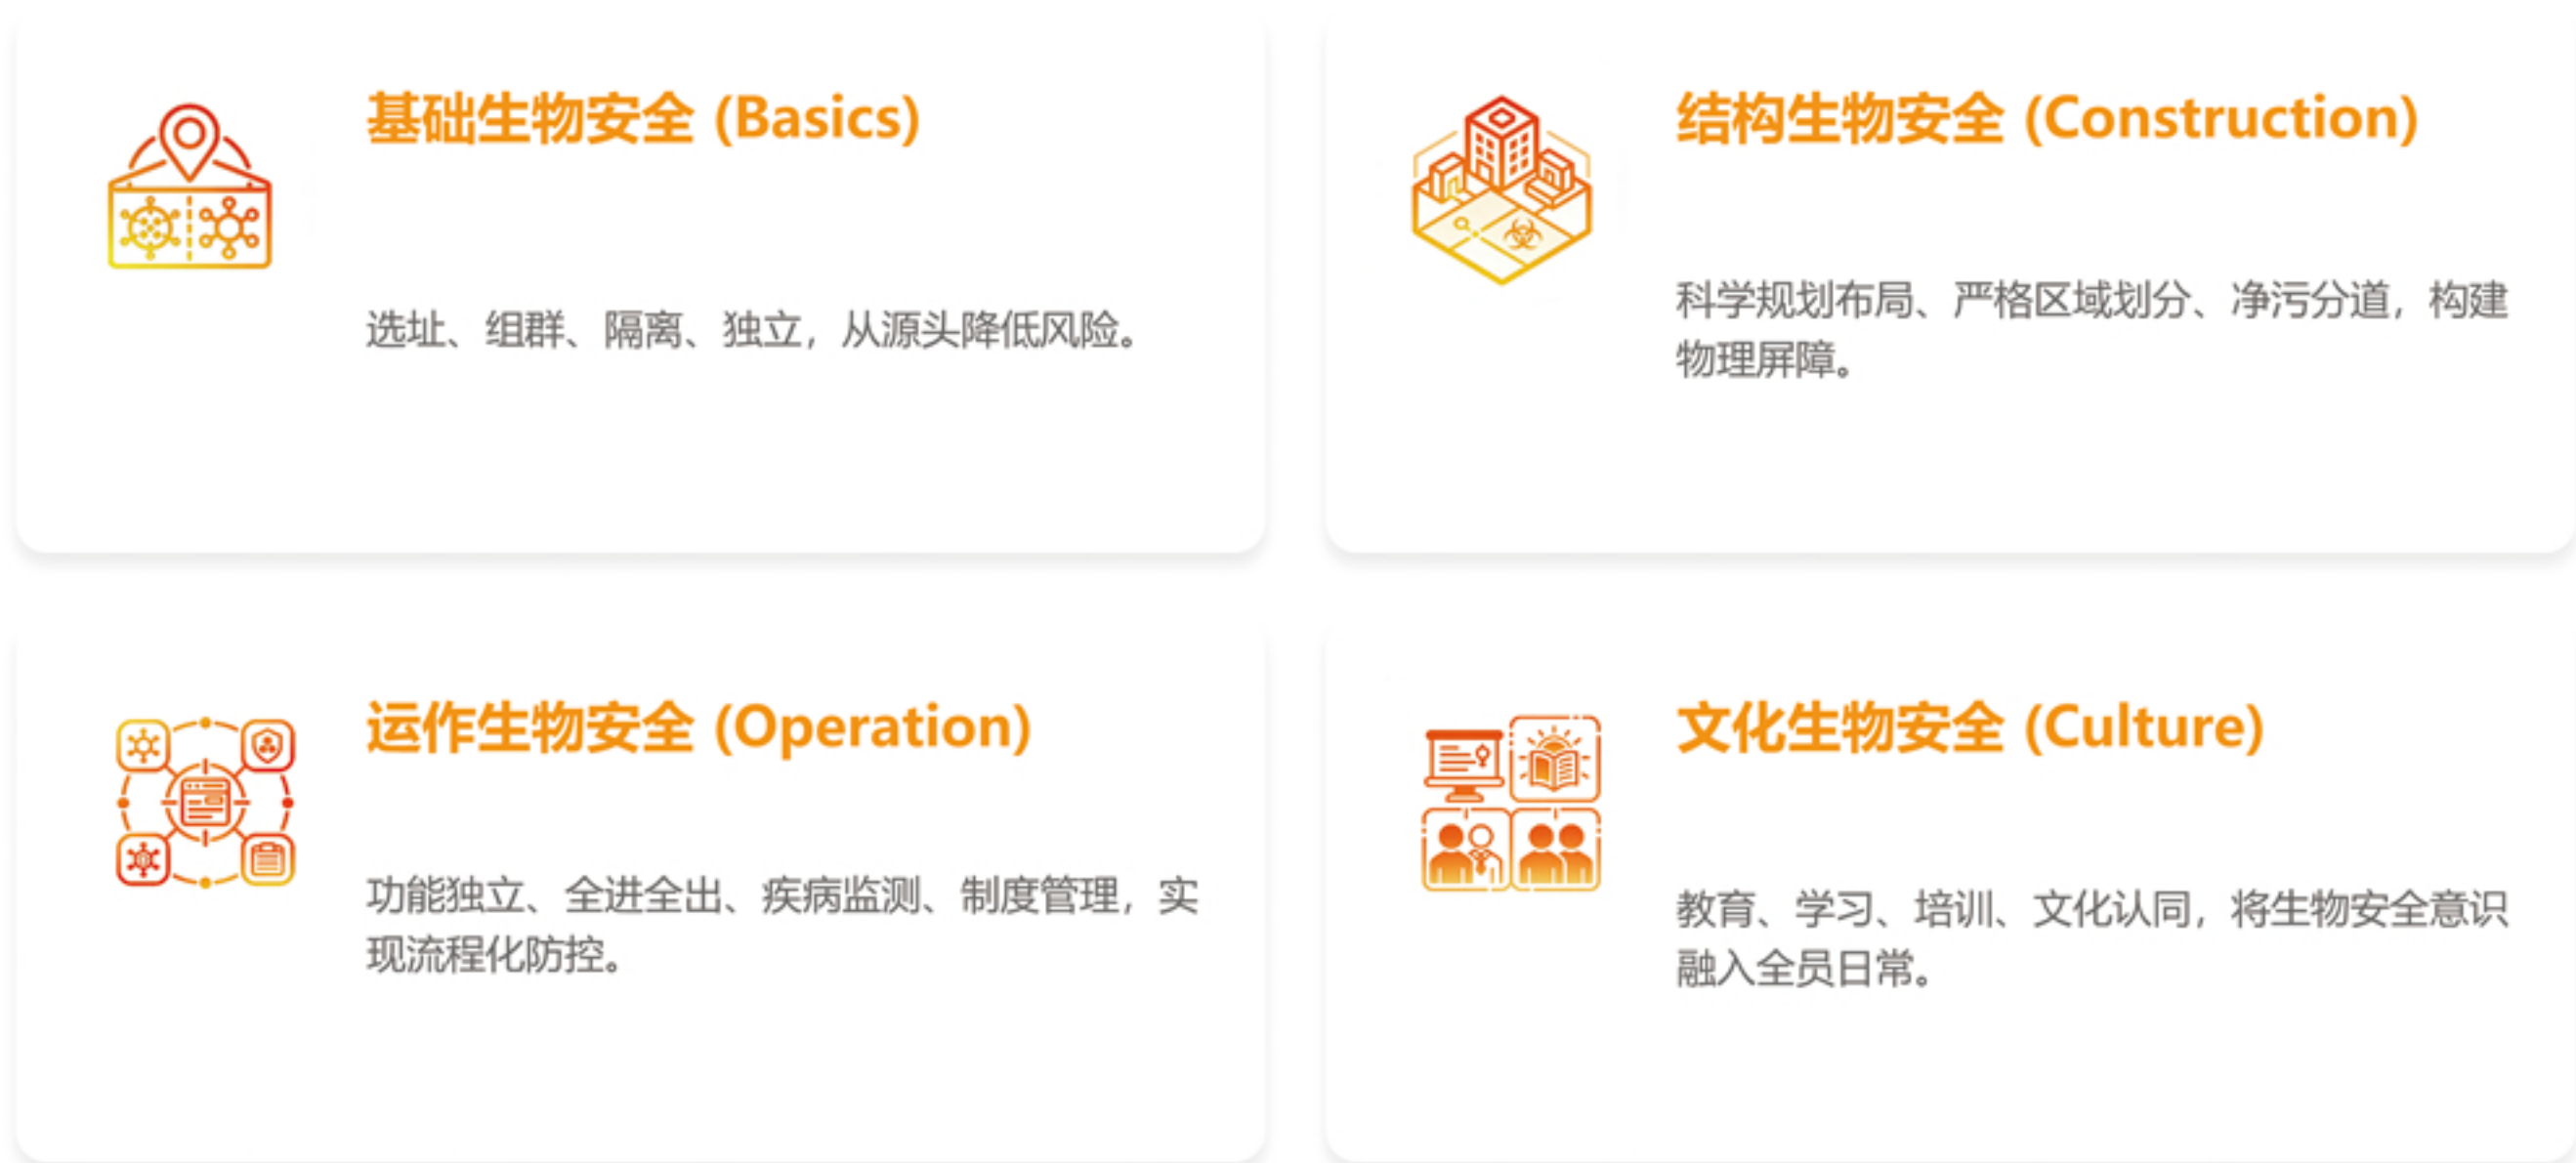 基础生物安全 (Basics)
选址、组群、隔离、独立，从源头降低风险。
结构生物安全 (Construction)
科学规划布局、严格区域划分、净污分道，构建
物理屏障。
运作生物安全 (Operation)
功能独立、全进全出、疾病监测、制度管理，实
现流程化防控。
文化生物安全 (Culture)
教育、学习、培训、文化认同，将生物安全意识
融入全员日常。